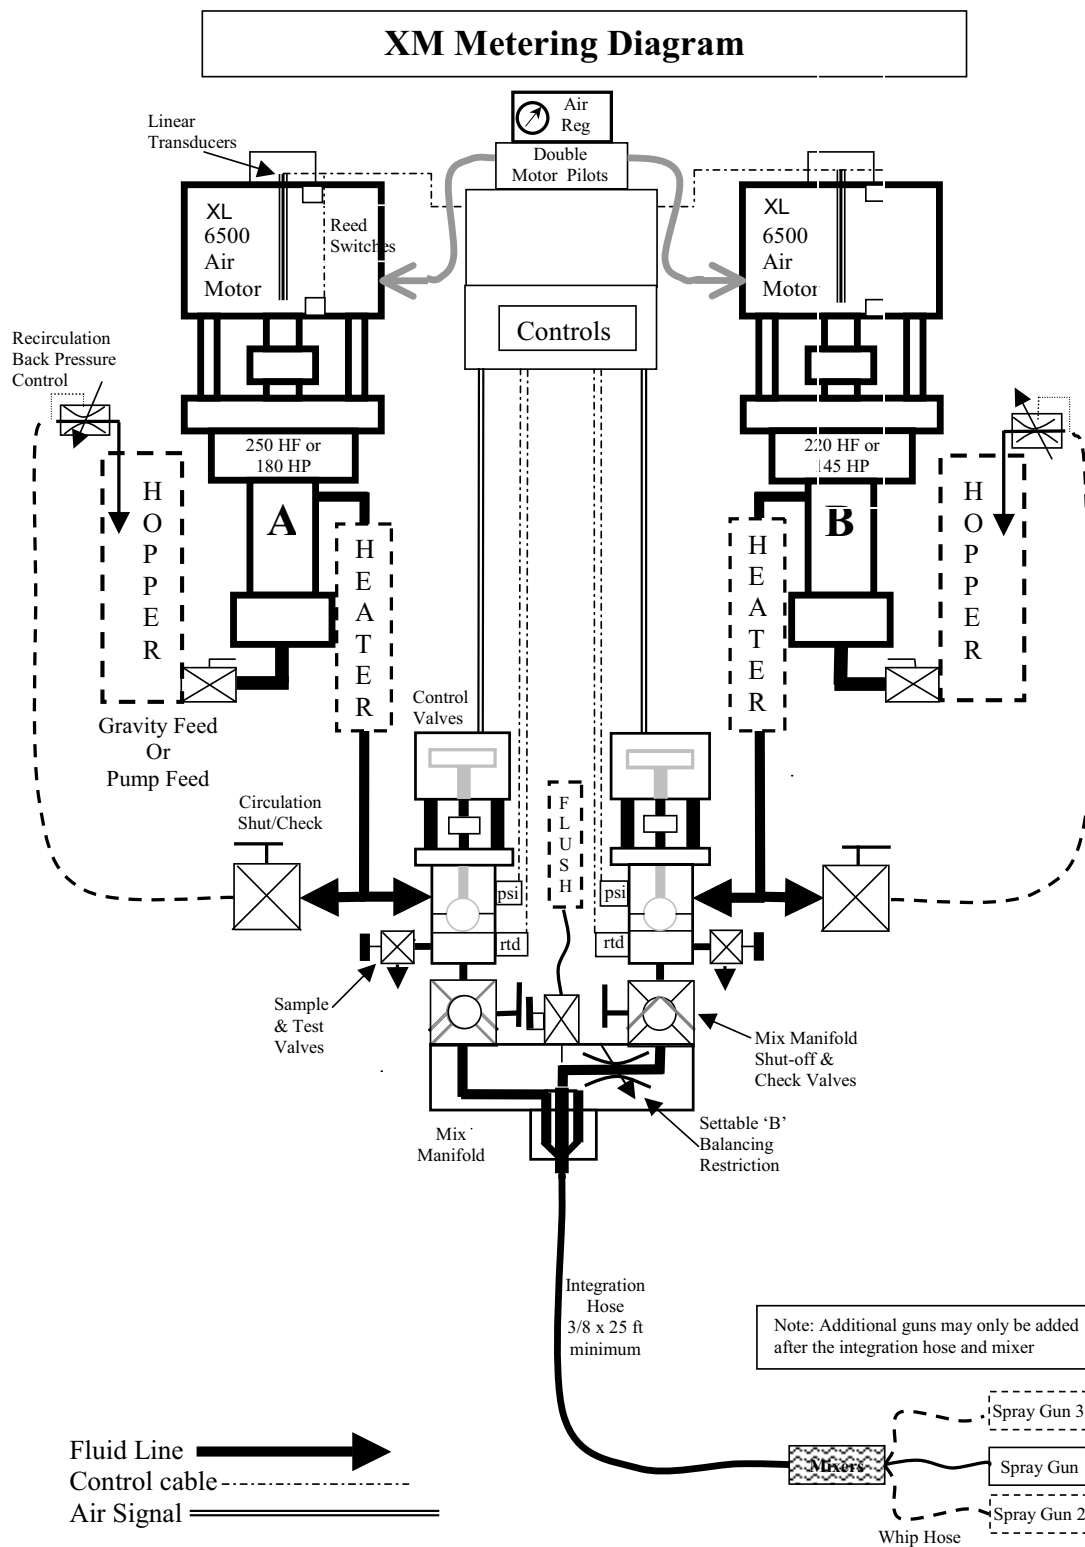 XM Metering Diagram
Air
Reg
Linear
Transducers
Double
Motor Pilots
XL
6500
Air
Motor
Reed
Switches
XL
6500
Air
Motor
Controls
Recirculation
Back Pressure
Control
250 HF or
180 HP
220 HF or
145 HP
HOPPER
A
HEATER
HEATER
B
HOPPER
Gravity Feed
Or
Pump Feed
Control
Valves
Circulation
Shut/Check
FLUSH
psi
psi
rtd
rtd
Sample
& Test
Valves
Mix Manifold
Shut-off &
Check Valves
Mix
Manifold
Settable ‘B’
Balancing
Restriction
Integration
Hose
3/8 x 25 ft
minimum
Note: Additional guns may only be added
after the integration hose and mixer
Spray Gun 3
Mixers
Spray Gun
Spray Gun 2
Whip Hose
Fluid Line
Control cable
Air Signal